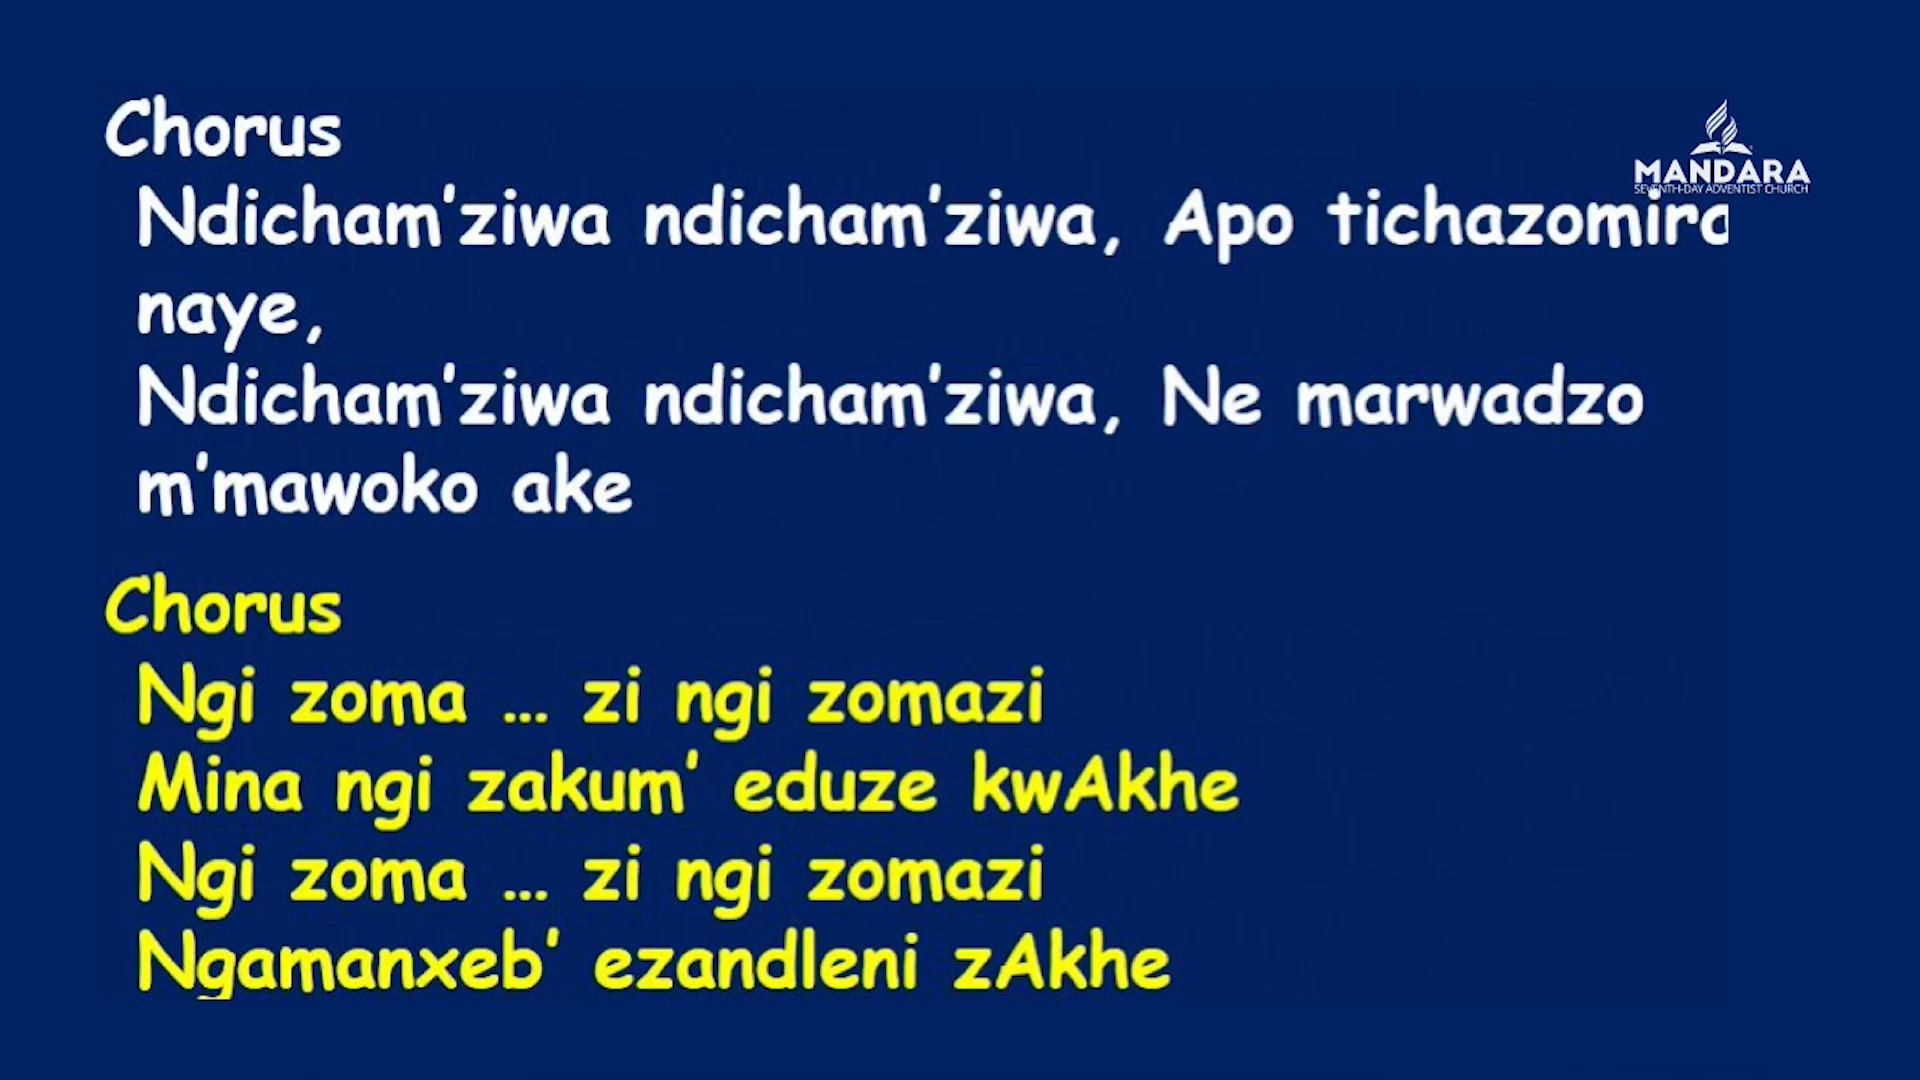 Chorus
Ndicham'ziwa ndicham'ziwa, Apo tichazomira
naye,
Ndicham'ziwa ndicham'ziwa, Ne marwadzo
m'mawoko ake
Chorus
Ngi zoma ... zi ngi zomazi
Mina ngi zakum' eduze kwAkhe
Ngi zoma ... zi ngi zomazi
Ngamanxeb' ezandleni zAkhe
MANDARA
SEVENTH-DAY ADVENTIST CHURCH